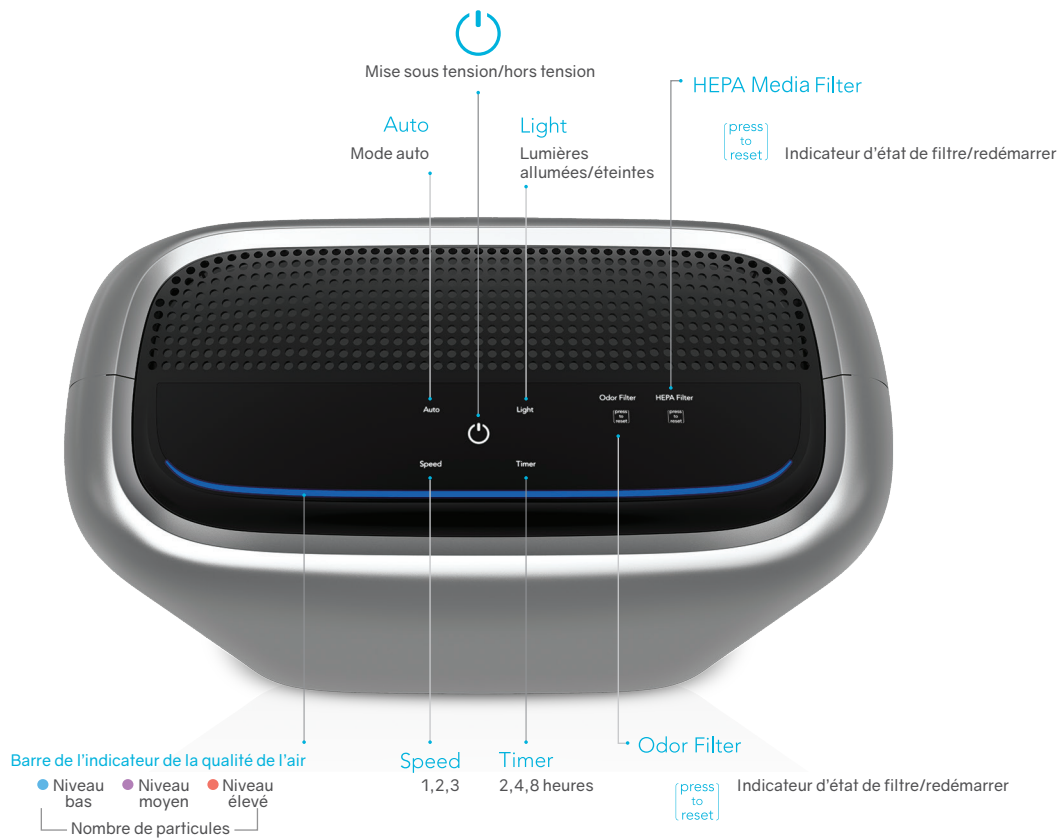 Mise sous tension/hors tension
HEPA Media Filter
press
to
reset
Indicateur d'état de filtre/redémarrer
Auto
Mode auto
Light
Lumières
allumées/éteintes
Auto
Light
Odor Filter
press
to
reset
HEPA Filter
press
to
reset
Speed
Timer
Barre de l'indicateur de la qualité de l'air
Niveau
bas
Niveau
moyen
Niveau
élevé
Nombre de particules
Speed
1,2,3
Timer
2,4,8 heures
Odor Filter
press
to
reset
Indicateur d'état de filtre/redémarrer